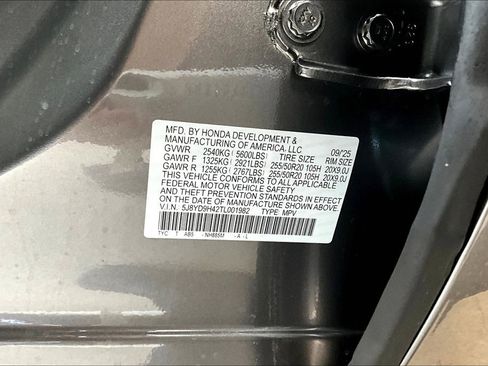 MFD. BY HONDA DEVELOPMENT &
MANUFACTURING OF AMERICA, LLC 09/25
GVWR 2540KG ( 5600LBS) TIRE SIZE RIM SIZE
GAWR F 1325KG ( 2921LBS) 255/50R20 105H 20X9.0J
GAWR R 1255KG ( 2767LBS) 255/50R20 105H 20X9.0J
THIS VEHICLE CONFORMS TO ALL APPLICABLE
FEDERAL MOTOR VEHICLE SAFETY
AND THEFT PREVENTION STANDARDS IN EFFECT
ON THE DATE OF MANUFACTURE SHOWN ABOVE.
V.I.N.: 5J8YD9H42TL001982 TYPE: MPV
TYC T ABS - NH885M - A - L